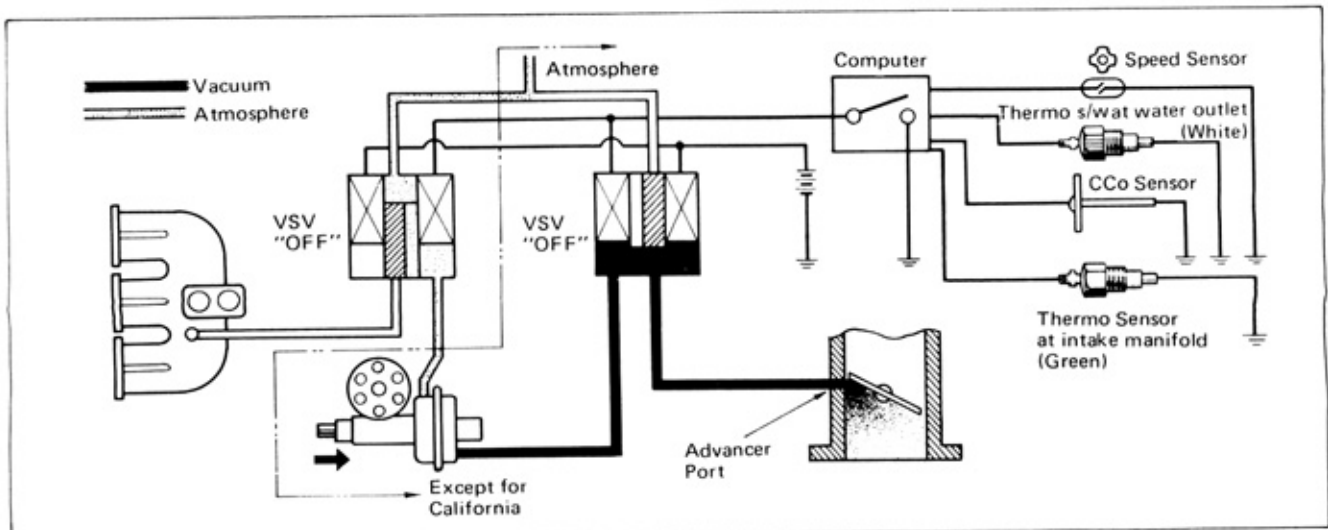 Vacuum
Atmosphere
Atmosphere
Computer
Speed Sensor
Thermo s/wat water outlet
(White)
CCo Sensor
Thermo Sensor
at intake manifold
(Green)
VSV
"OFF"
VSV
"OFF"
Advancer
Port
Except for
California